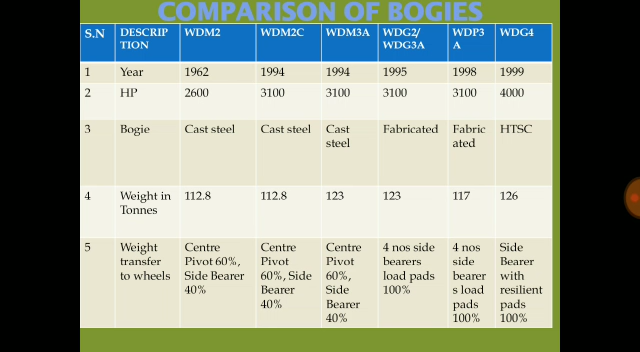 COMPARISON OF BOGIES
S.N DESCRIP WDM2 WDM2C WDM3A WDG2/ WDP3 WDG4
TION WDG3A A
1 Year 1962 1994 1994 1995 1998 1999
2 HP 2600 3100 3100 3100 3100 4000
3 Bogie Cast steel Cast steel Cast Fabricated Fabric HTSC
steel ated
4 Weight in 112.8 112.8 123 123 117 126
Tonnes
5 Weight Centre Centre Centre 4 nos side 4 nos Side
transfer Pivot 60%, Pivot Pivot bearers side Bearer
to wheels Side Bearer 60%, Side 60%, load pads bearer with
40% Bearer Side 100% s load resilient
40% Bearer pads pads
40% 100% 100%